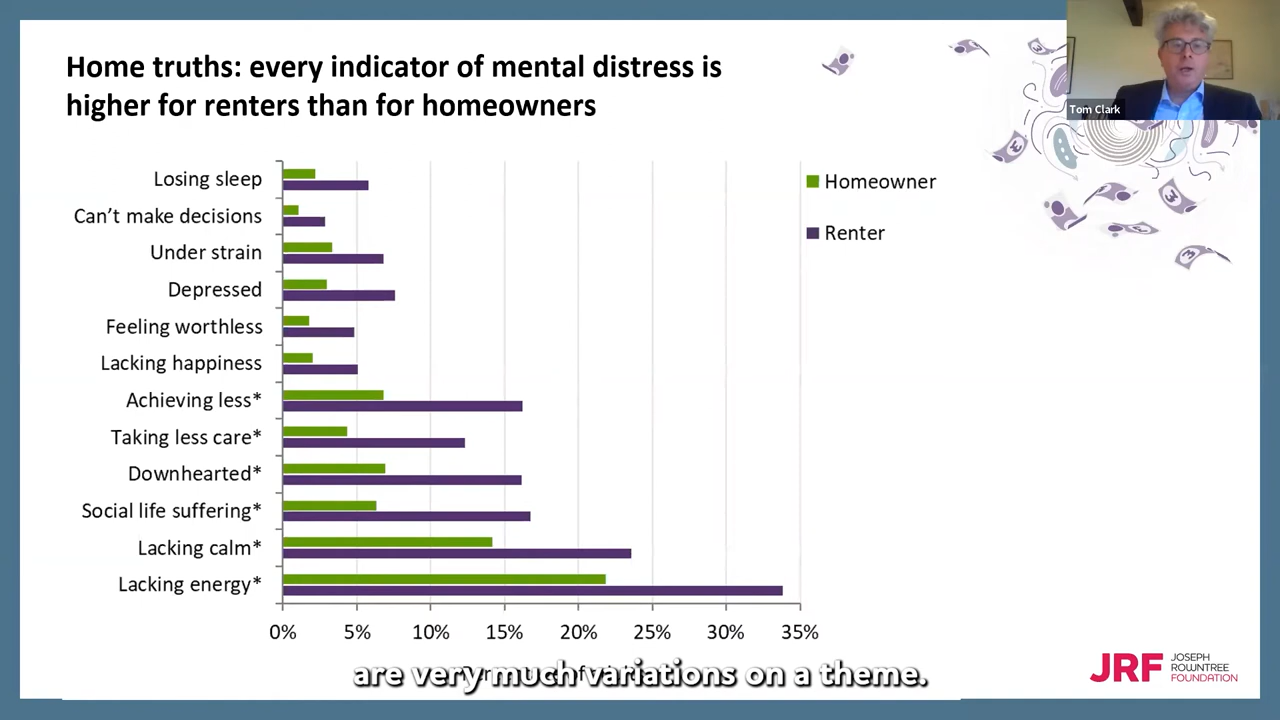 Home truths: every indicator of mental distress is
higher for renters than for homeowners
Tom Clark
Homeowner
Renter
Losing sleep
Can't make decisions
Under strain
Depressed
Feeling worthless
Lacking happiness
Achieving less*
Taking less care*
Downhearted*
Social life suffering*
Lacking calm*
Lacking energy*
0% 5% 10% 15% 20% 25% 30% 35%
are very much variations on a theme.
JRF JOSEPH
ROWNTREE
FOUNDATION